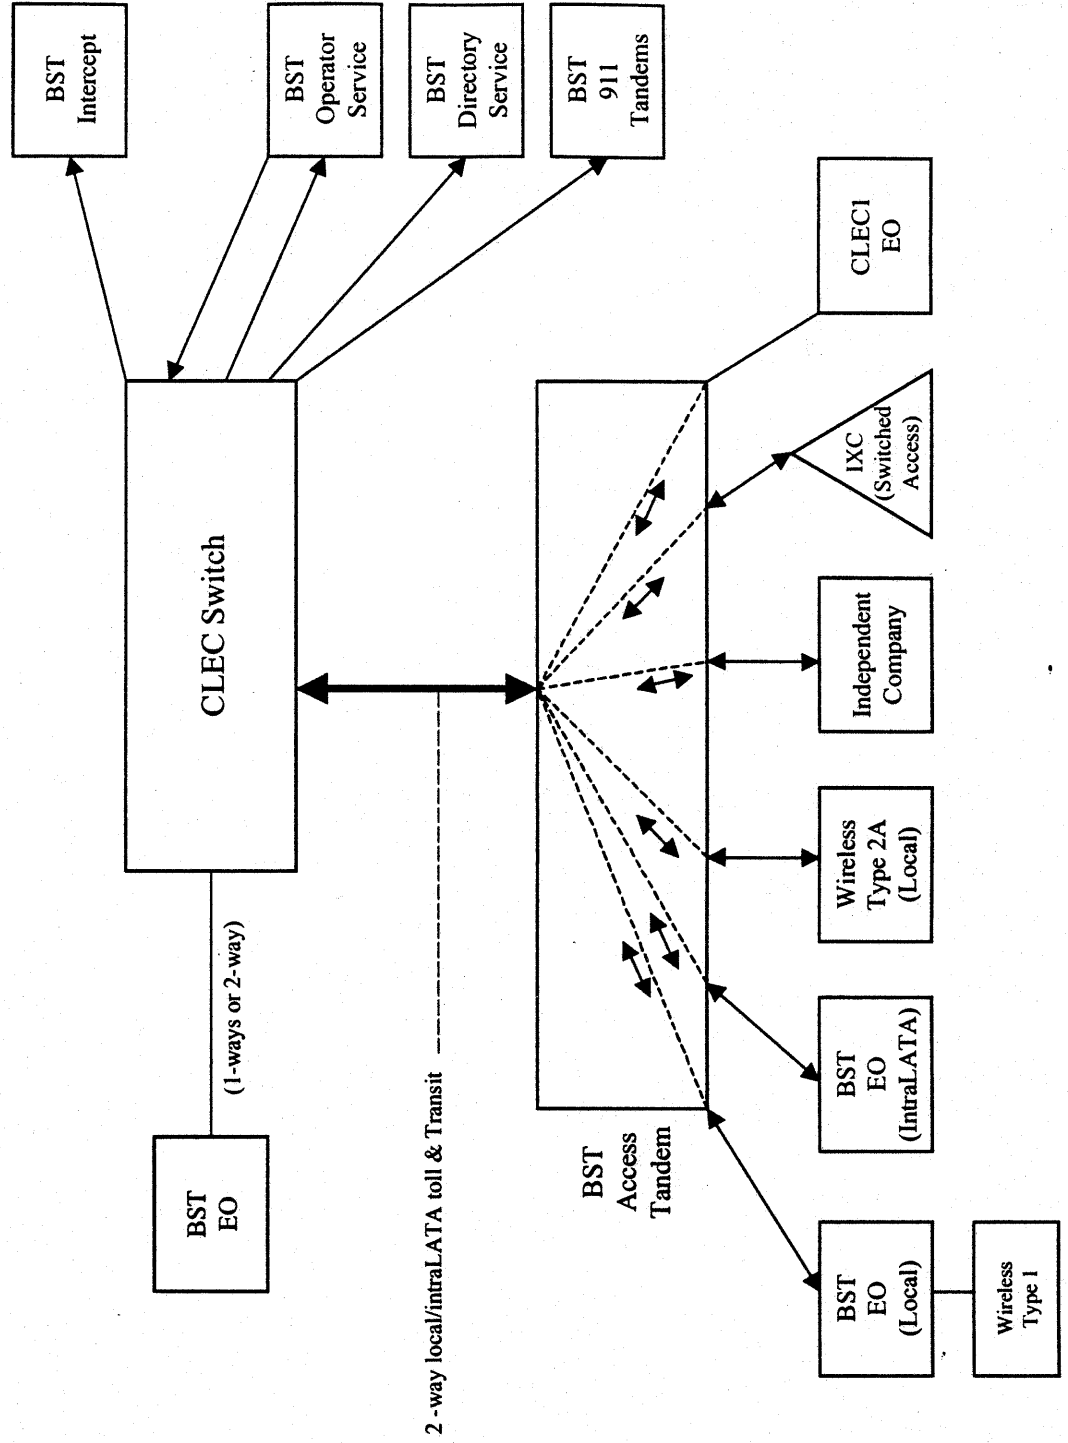 BST
EO
(1-ways or 2-way)
CLEC Switch
BST
Intercept
BST
Operator
Service
BST
Directory
Service
BST
911
Tandems
2 -way local/intraLATA toll & Transit
BST
Access
Tandem
BST
EO
(Local)
Wireless
Type 1
BST
EO
(IntraLATA)
Wireless
Type 2A
(Local)
Independent
Company
IXC
(Switched
Access)
CLEC1
EO